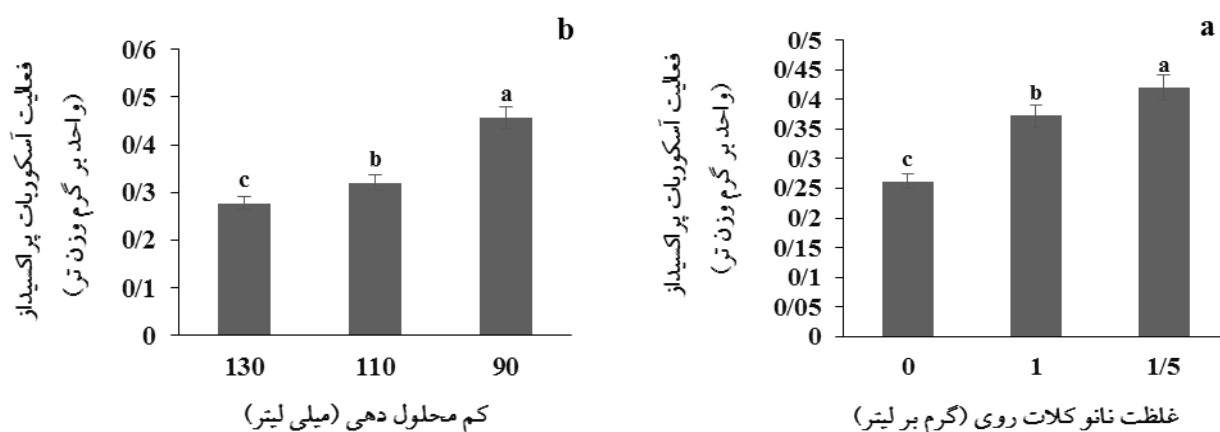 b
فعالیت آسکوربات پراکسیداز
(واحد بر گرم وزن تر)
0/6
0/5
0/4
0/3
0/2
0/1
0
c
b
a
130
110
90
کم محلول دهی (میلی لیتر)
a
فعالیت آسکوربات پراکسیداز
(واحد بر گرم وزن تر)
0/5
0/45
0/4
0/35
0/3
0/25
0/2
0/15
0/1
0/05
0
c
b
a
0
1
1/5
غلظت نانو کلات روی (گرم بر لیتر)